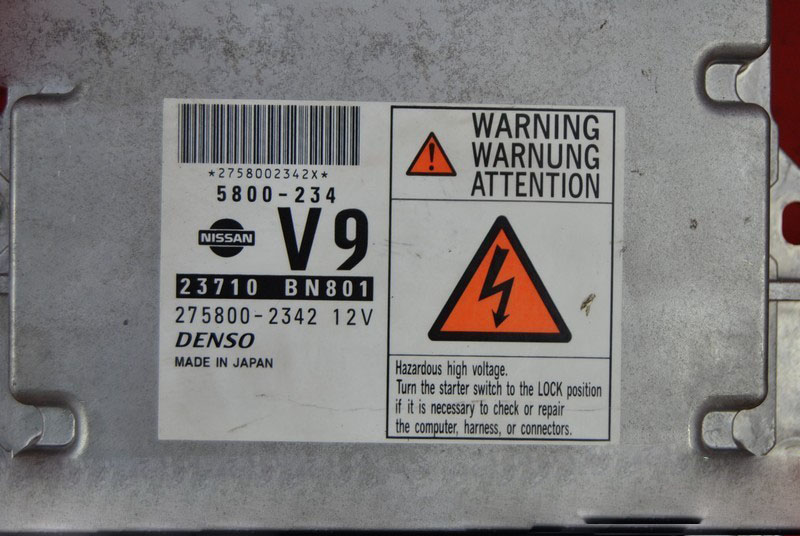 *2758002342X*
5800-234
NISSAN
V9
23710 BN801
275800-2342 12V
DENSO
MADE IN JAPAN
!
WARNING
WARNUNG
ATTENTION
Hazardous high voltage.
Turn the starter switch to the LOCK position
if it is necessary to check or repair
the computer, harness, or connectors.